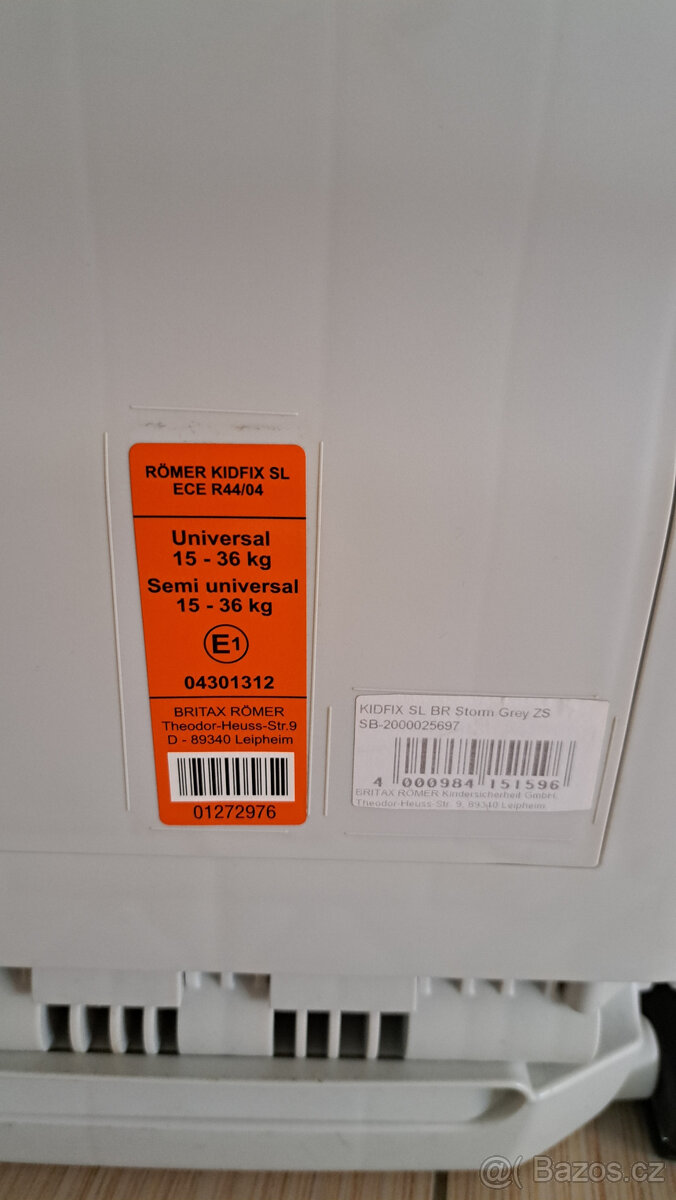 RÖMER KIDFIX SL
ECE R44/04
Universal
15 - 36 kg
Semi universal
15 - 36 kg
E1
04301312
BRITAX RÖMER
Theodor-Heuss-Str.9
D - 89340 Leipheim
01272976
KIDFIX SL BR Storm Grey ZS
SB-2000025697
4 000984 151596
BRITAX RÖMER Kindersicherheit GmbH,
Theodor-Heuss-Str. 9, 89340 Leipheim
@ Bazos.cz